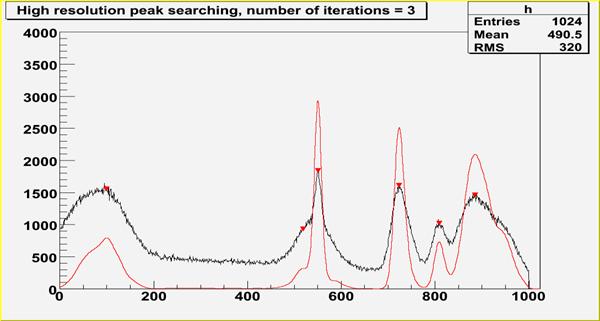 High resolution peak searching, number of iterations = 3
h
Entries 1024
Mean 490.5
RMS 320
4000
3500
3000
2500
2000
1500
1000
500
0
0 200 400 600 800 1000